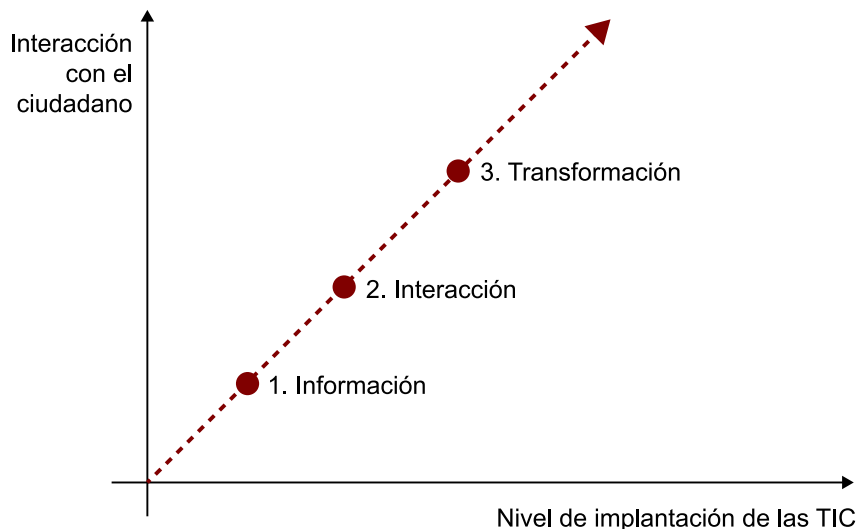 Interacción
con el
ciudadano
3. Transformación
2. Interacción
1. Información
Nivel de implantación de las TIC